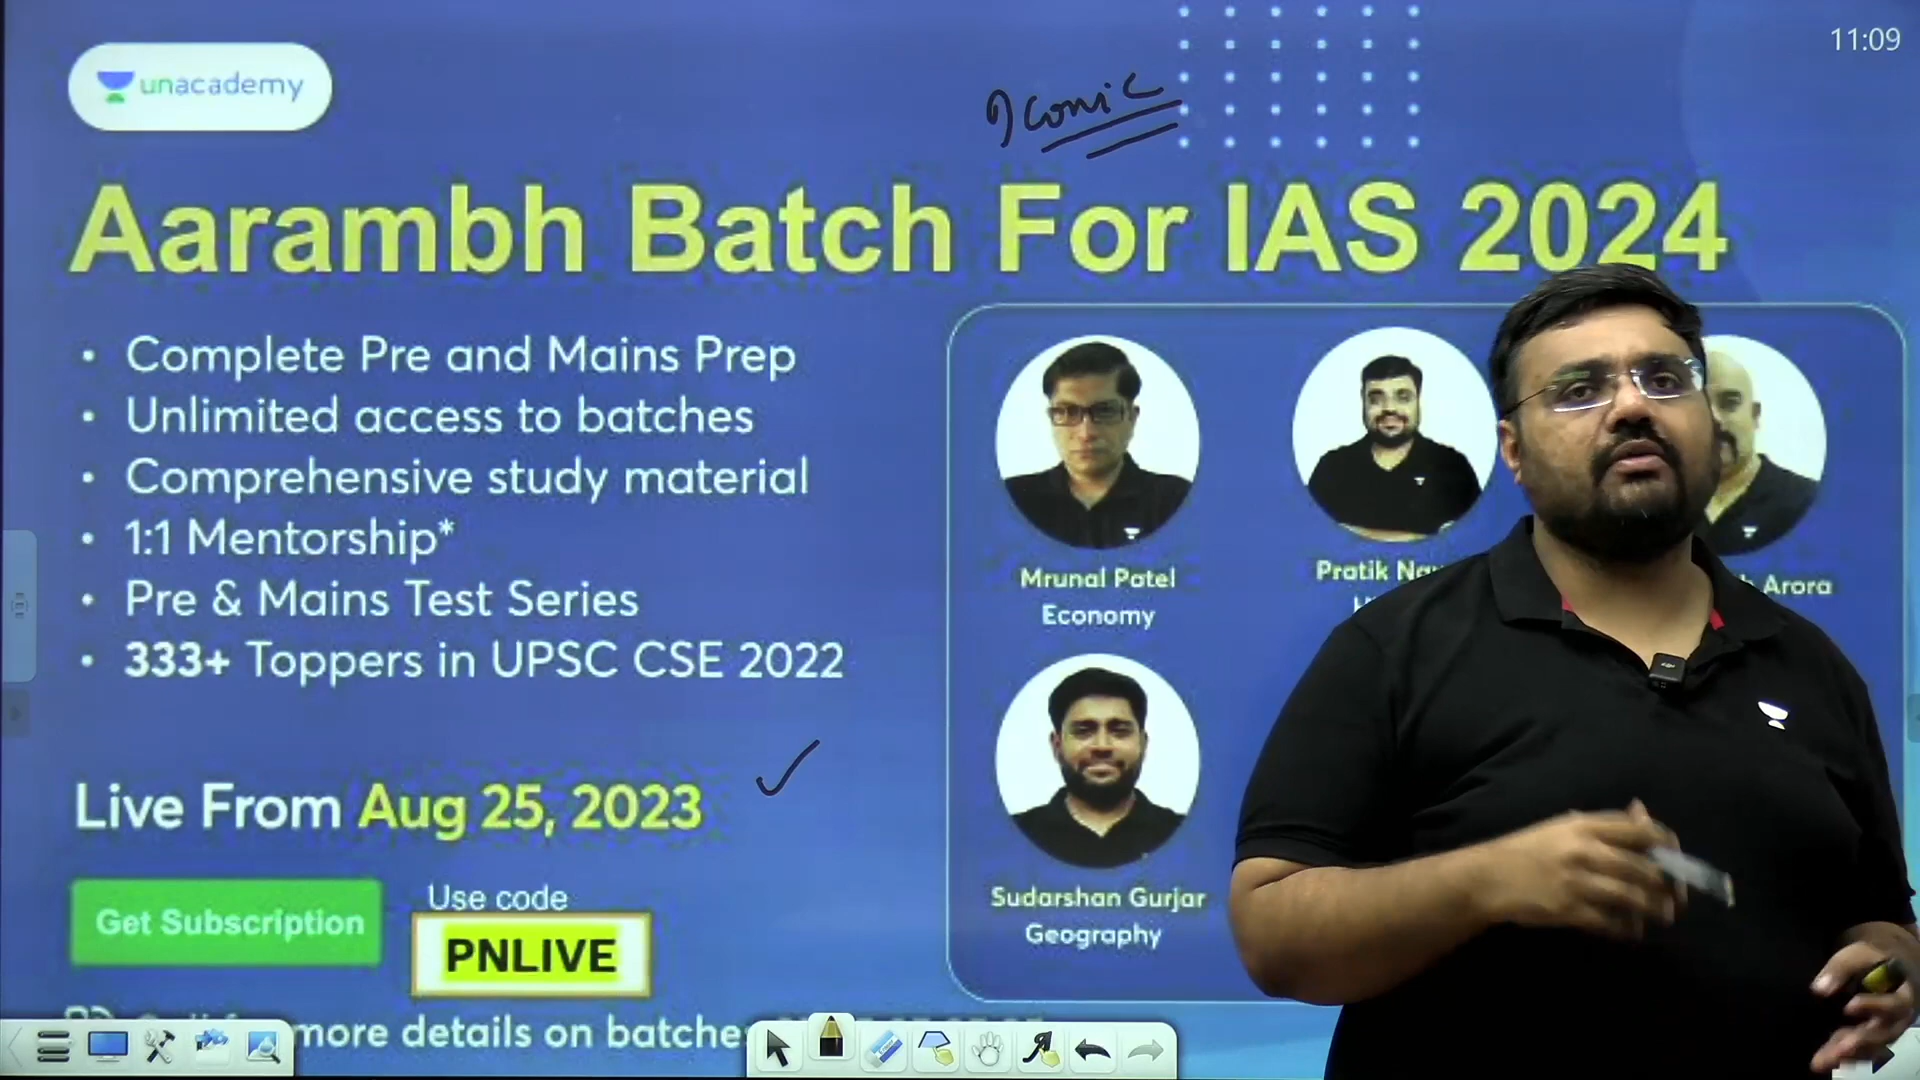 11:09
unacademy
Iconic
Aarambh Batch For IAS 2024
• Complete Pre and Mains Prep
• Unlimited access to batches
• Comprehensive study material
• 1:1 Mentorship*
• Pre & Mains Test Series
• 333+ Toppers in UPSC CSE 2022
Live From Aug 25, 2023
Get Subscription
Use code
PNLIVE
more details on batche
Mrunal Patel
Economy
Pratik
Arora
Sudarshan Gurjar
Geography